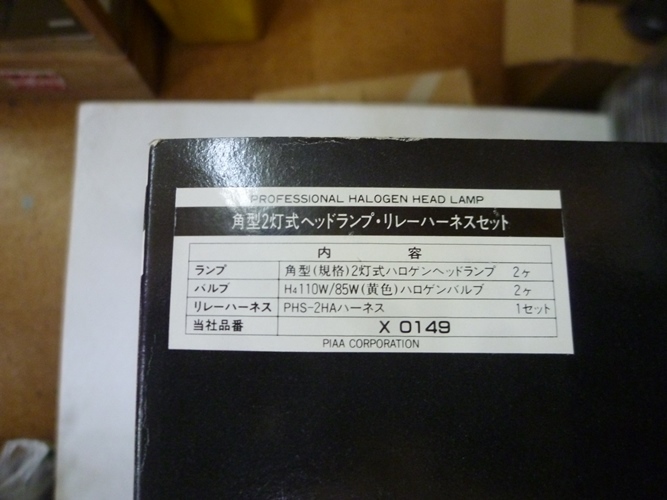 PROFESSIONAL HALOGEN HEAD LAMP
角型2灯式ヘッドランプ・リレーハーネスセット
内 容
ランプ 角型(規格)2灯式ハロゲンヘッドランプ 2ヶ
バルブ H4110W/85W(黄色)ハロゲンバルブ 2ヶ
リレーハーネス PHS-2HAハーネス 1セット
当社品番 X 0149
PIAA CORPORATION